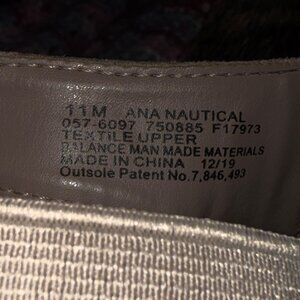 11M ANA NAUTICAL
057-6097 750885 F17973
TEXTILE UPPER
BALANCE MAN MADE MATERIALS
MADE IN CHINA 12/19
Outsole Patent No.7,846,493